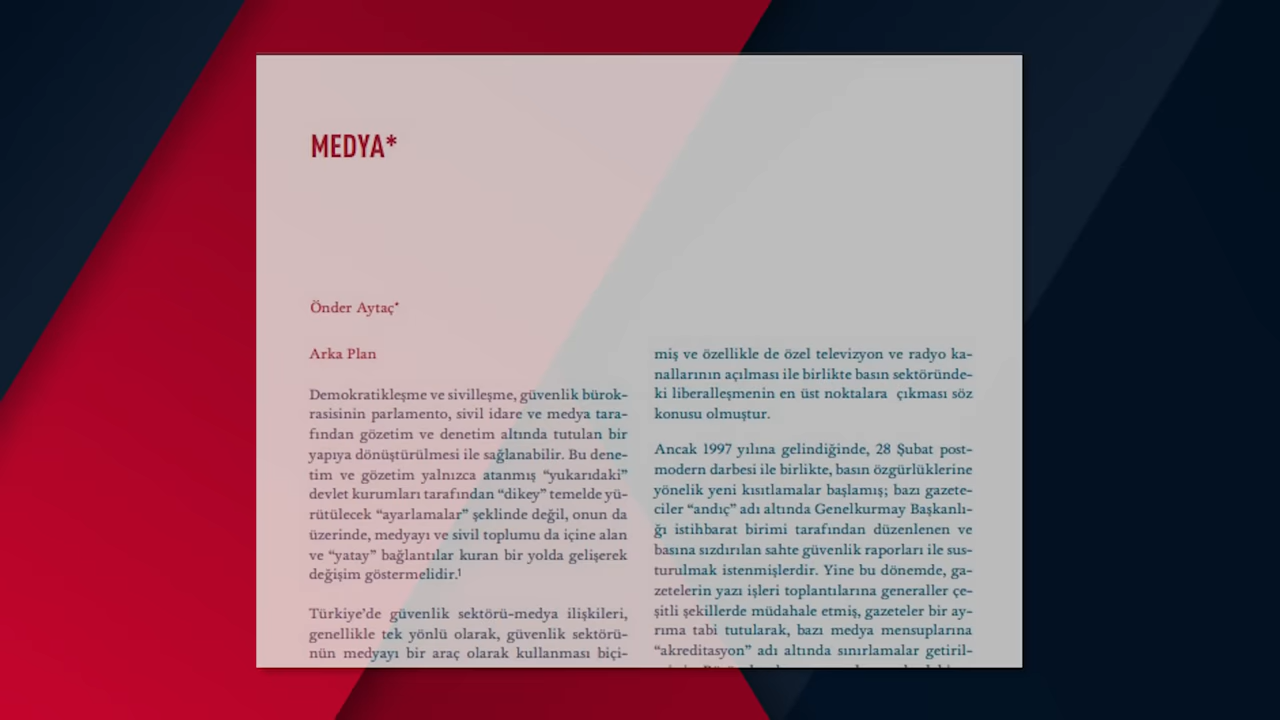 MEDYA*
Önder Aytaç*
Arka Plan
Demokratikleşme ve sivilleşme, güvenlik bürok-
rasisinin parlamento, sivil idare ve medya tara-
fından gözetim ve denetim altında tutulan bir
yapıya dönüştürülmesi ile sağlanabilir. Bu dene-
tim ve gözetim yalnızca atanmış “yukarıdaki”
devlet kurumları tarafından “dikey” temelde yü-
rütülecek “ayarlamalar” şeklinde değil, onun da
üzerinde, medyayı ve sivil toplumu da içine alan
ve “yatay” bağlantılar kuran bir yolda gelişerek
değişim göstermelidir.¹
Türkiye’de güvenlik sektörü-medya ilişkileri,
genellikle tek yönlü olarak, güvenlik sektörü-
nün medyayı bir araç olarak kullanması biçi-
miş ve özellikle de özel televizyon ve radyo ka-
nallarının açılması ile birlikte basın sektöründe-
ki liberalleşmenin en üst noktalara çıkması söz
konusu olmuştur.
Ancak 1997 yılına gelindiğinde, 28 Şubat post-
modern darbesi ile birlikte, basın özgürlüklerine
yönelik yeni kısıtlamalar başlamış; bazı gazete-
ciler “andıç” adı altında Genelkurmay Başkanlı-
ğı istihbarat birimi tarafından düzenlenen ve
basına sızdırılan sahte güvenlik raporları ile sus-
turulmak istenmişlerdir. Yine bu dönemde, ga-
zetelerin yazı işleri toplantılarına generaller çe-
şitli şekillerde müdahale etmiş, gazeteler bir ay-
rıma tabi tutularak, bazı medya mensuplarına
“akreditasyon” adı altında sınırlamalar getiril-